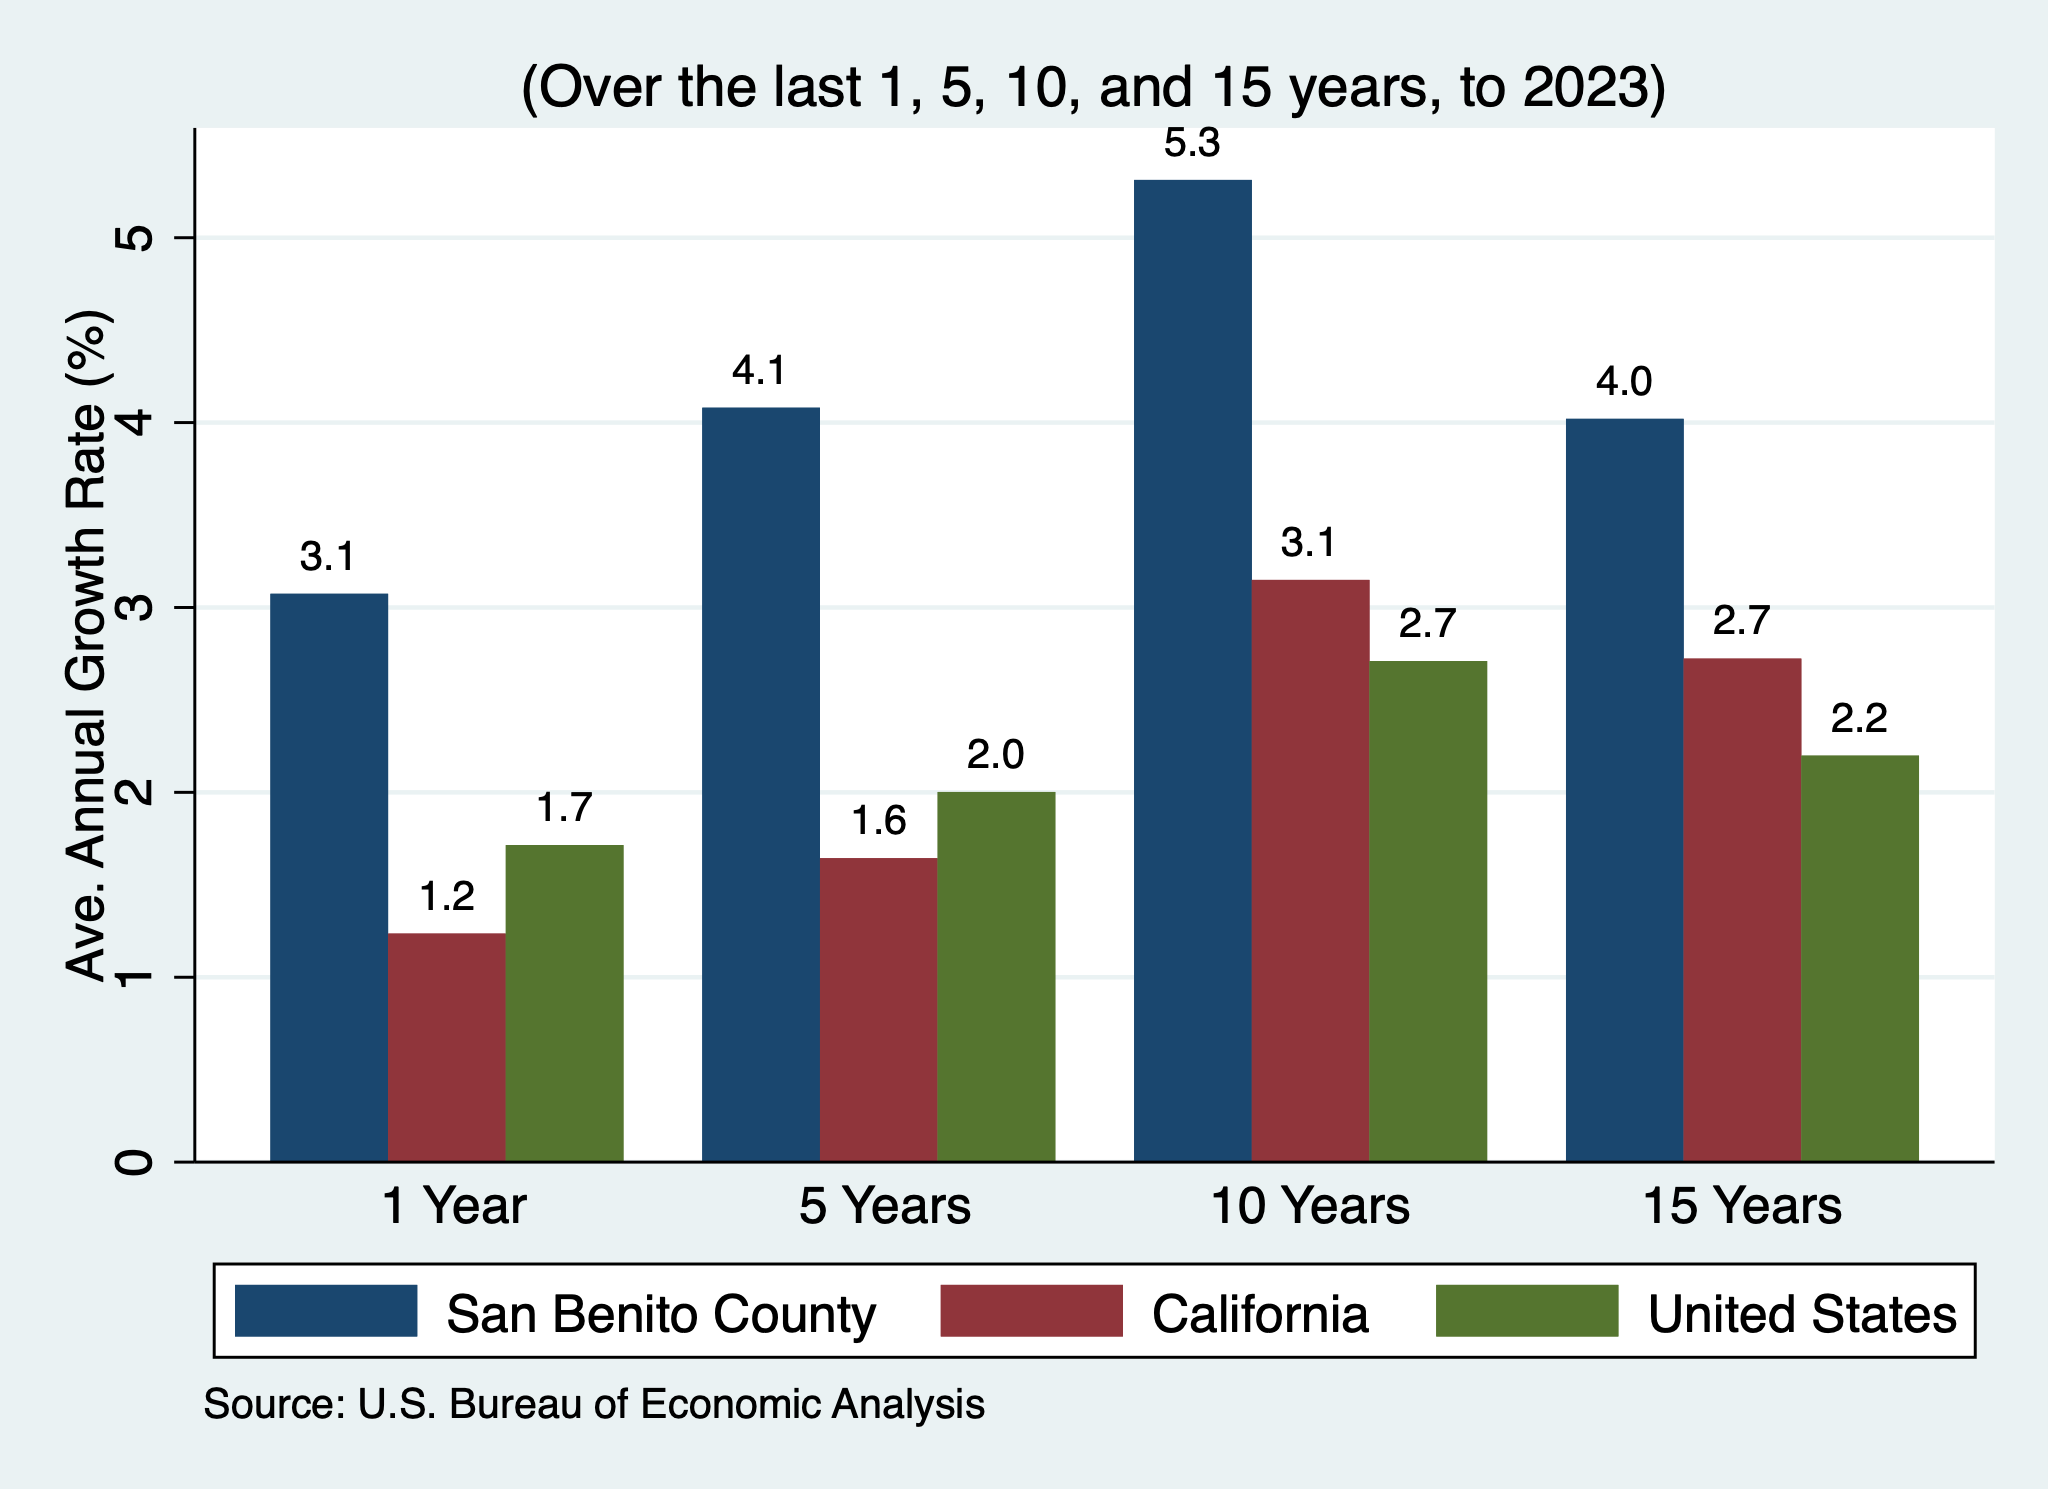 (Over the last 1, 5, 10, and 15 years, to 2023)
Ave. Annual Growth Rate (%)
5
4
3
2
1
0
3.1
1.2
1.7
4.1
1.6
2.0
5.3
3.1
2.7
4.0
2.7
2.2
1 Year
5 Years
10 Years
15 Years
San Benito County
California
United States
Source: U.S. Bureau of Economic Analysis